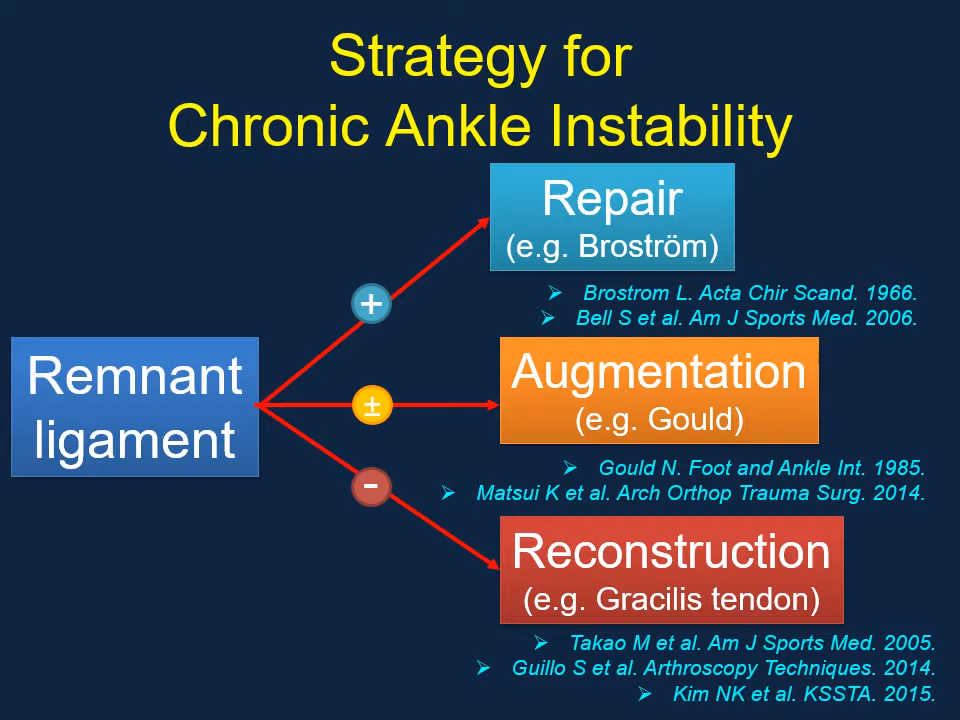 Strategy for
Chronic Ankle Instability
Remnant
ligament
+
Repair
(e.g. Broström)
➢ Brostrom L. Acta Chir Scand. 1966.
➢ Bell S et al. Am J Sports Med. 2006.
±
Augmentation
(e.g. Gould)
➢ Gould N. Foot and Ankle Int. 1985.
➢ Matsui K et al. Arch Orthop Trauma Surg. 2014.
-
Reconstruction
(e.g. Gracilis tendon)
➢ Takao M et al. Am J Sports Med. 2005.
➢ Guillo S et al. Arthroscopy Techniques. 2014.
➢ Kim NK et al. KSSTA. 2015.